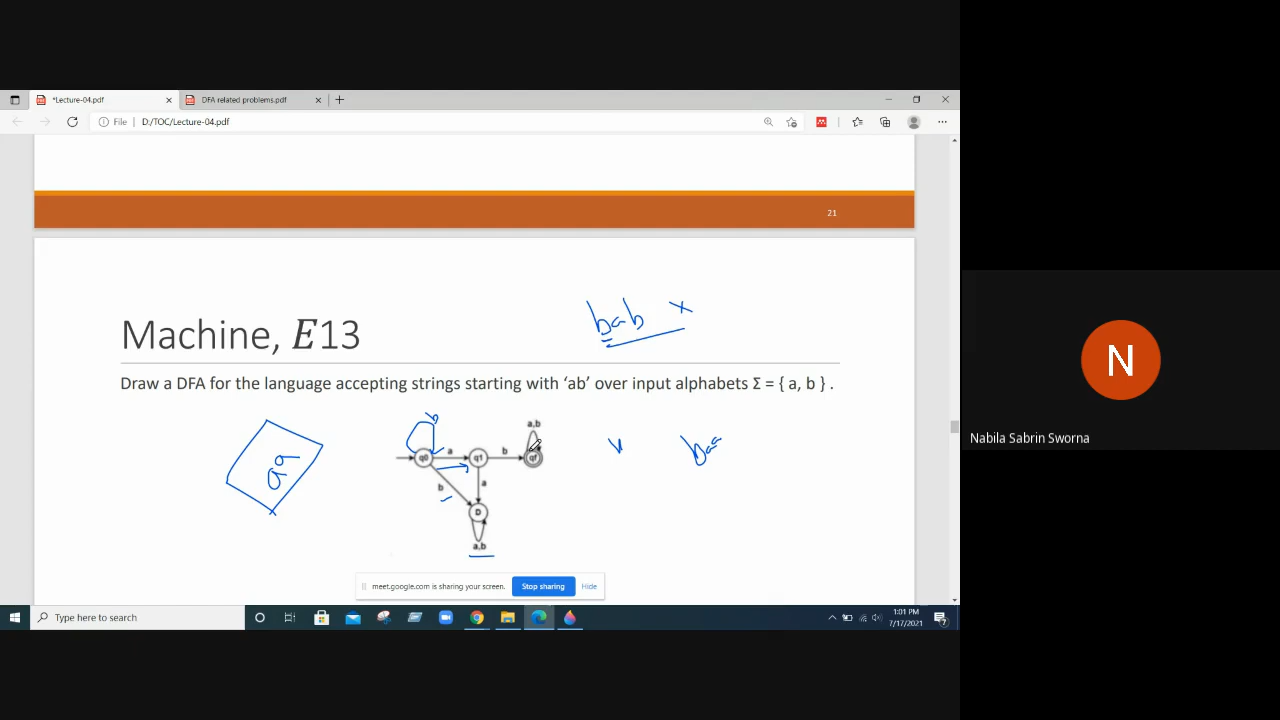 *Lecture-04.pdf
DFA related problems.pdf
File
D:/TOC/Lecture-04.pdf
21
bab x
Machine, E13
Draw a DFA for the language accepting strings starting with ‘ab’ over input alphabets Σ = { a, b } .
b
a,b
a
b
q0
q1
qf
aa
baa
b
a
D
a,b
meet.google.com is sharing your screen.
Stop sharing
Hide
N
Nabila Sabrin Sworna
Type here to search
1:01 PM
7/17/2021